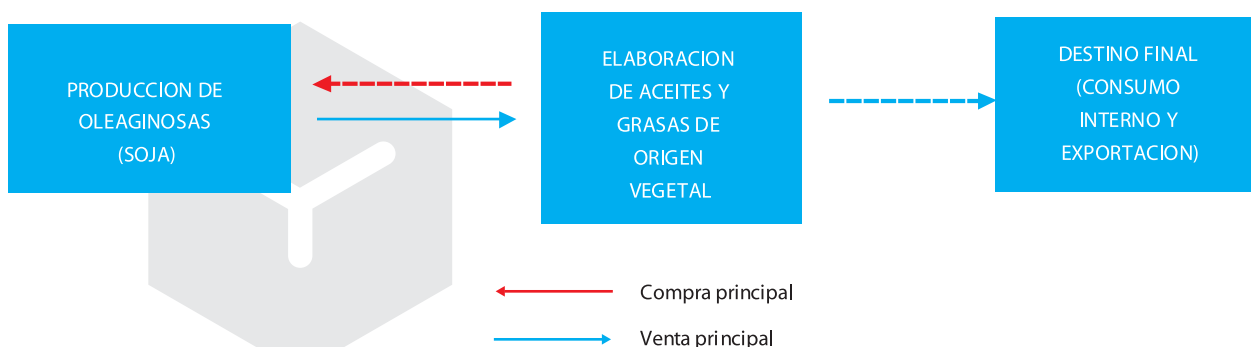 PRODUCCION DE
OLEAGINOSAS
(SOJA)
ELABORACION
DE ACEITES Y
GRASAS DE
ORIGEN
VEGETAL
DESTINO FINAL
(CONSUMO
INTERNO Y
EXPORTACION)
Compra principal
Venta principal